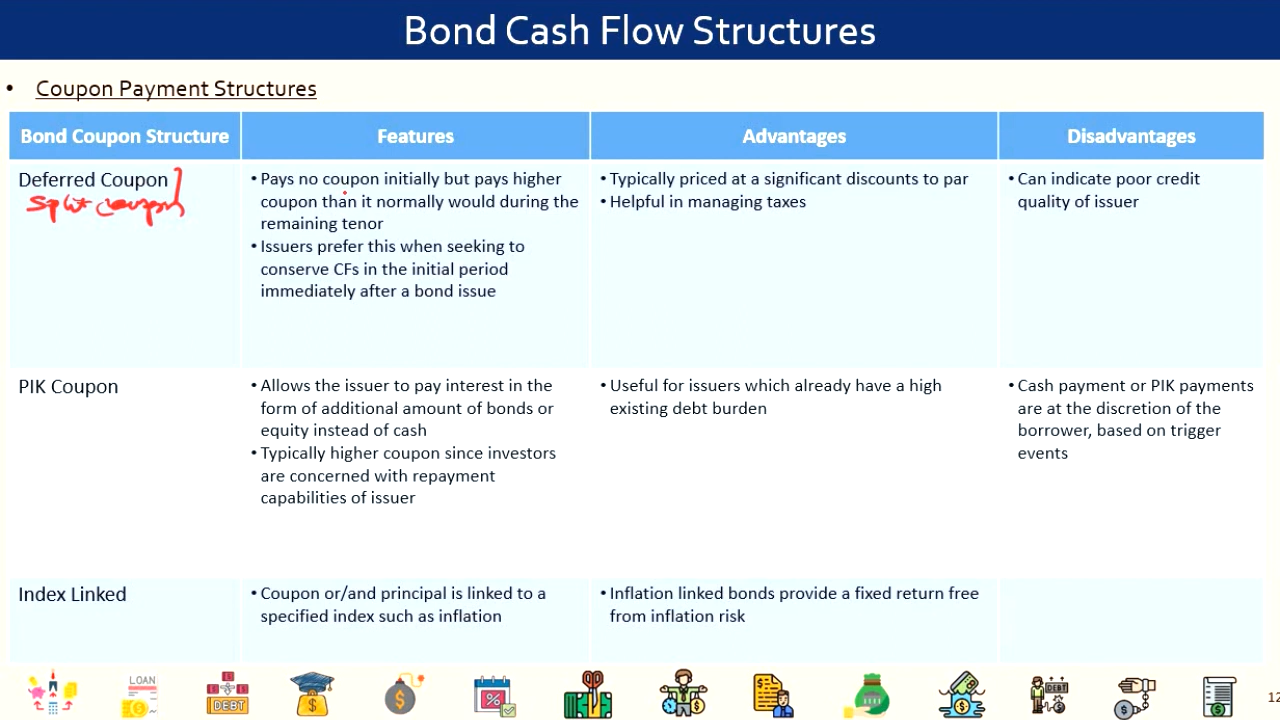 Bond Cash Flow Structures
• Coupon Payment Structures
Bond Coupon Structure
Features
Advantages
Disadvantages
Deferred Coupon
Split coupon
• Pays no coupon initially but pays higher
coupon than it normally would during the
remaining tenor
• Issuers prefer this when seeking to
conserve CFs in the initial period
immediately after a bond issue
• Typically priced at a significant discounts to par
• Helpful in managing taxes
• Can indicate poor credit
quality of issuer
PIK Coupon
• Allows the issuer to pay interest in the
form of additional amount of bonds or
equity instead of cash
• Typically higher coupon since investors
are concerned with repayment
capabilities of issuer
• Useful for issuers which already have a high
existing debt burden
• Cash payment or PIK payments
are at the discretion of the
borrower, based on trigger
events
Index Linked
• Coupon or/and principal is linked to a
specified index such as inflation
• Inflation linked bonds provide a fixed return free
from inflation risk
LOAN
DEBT
DEBT
12